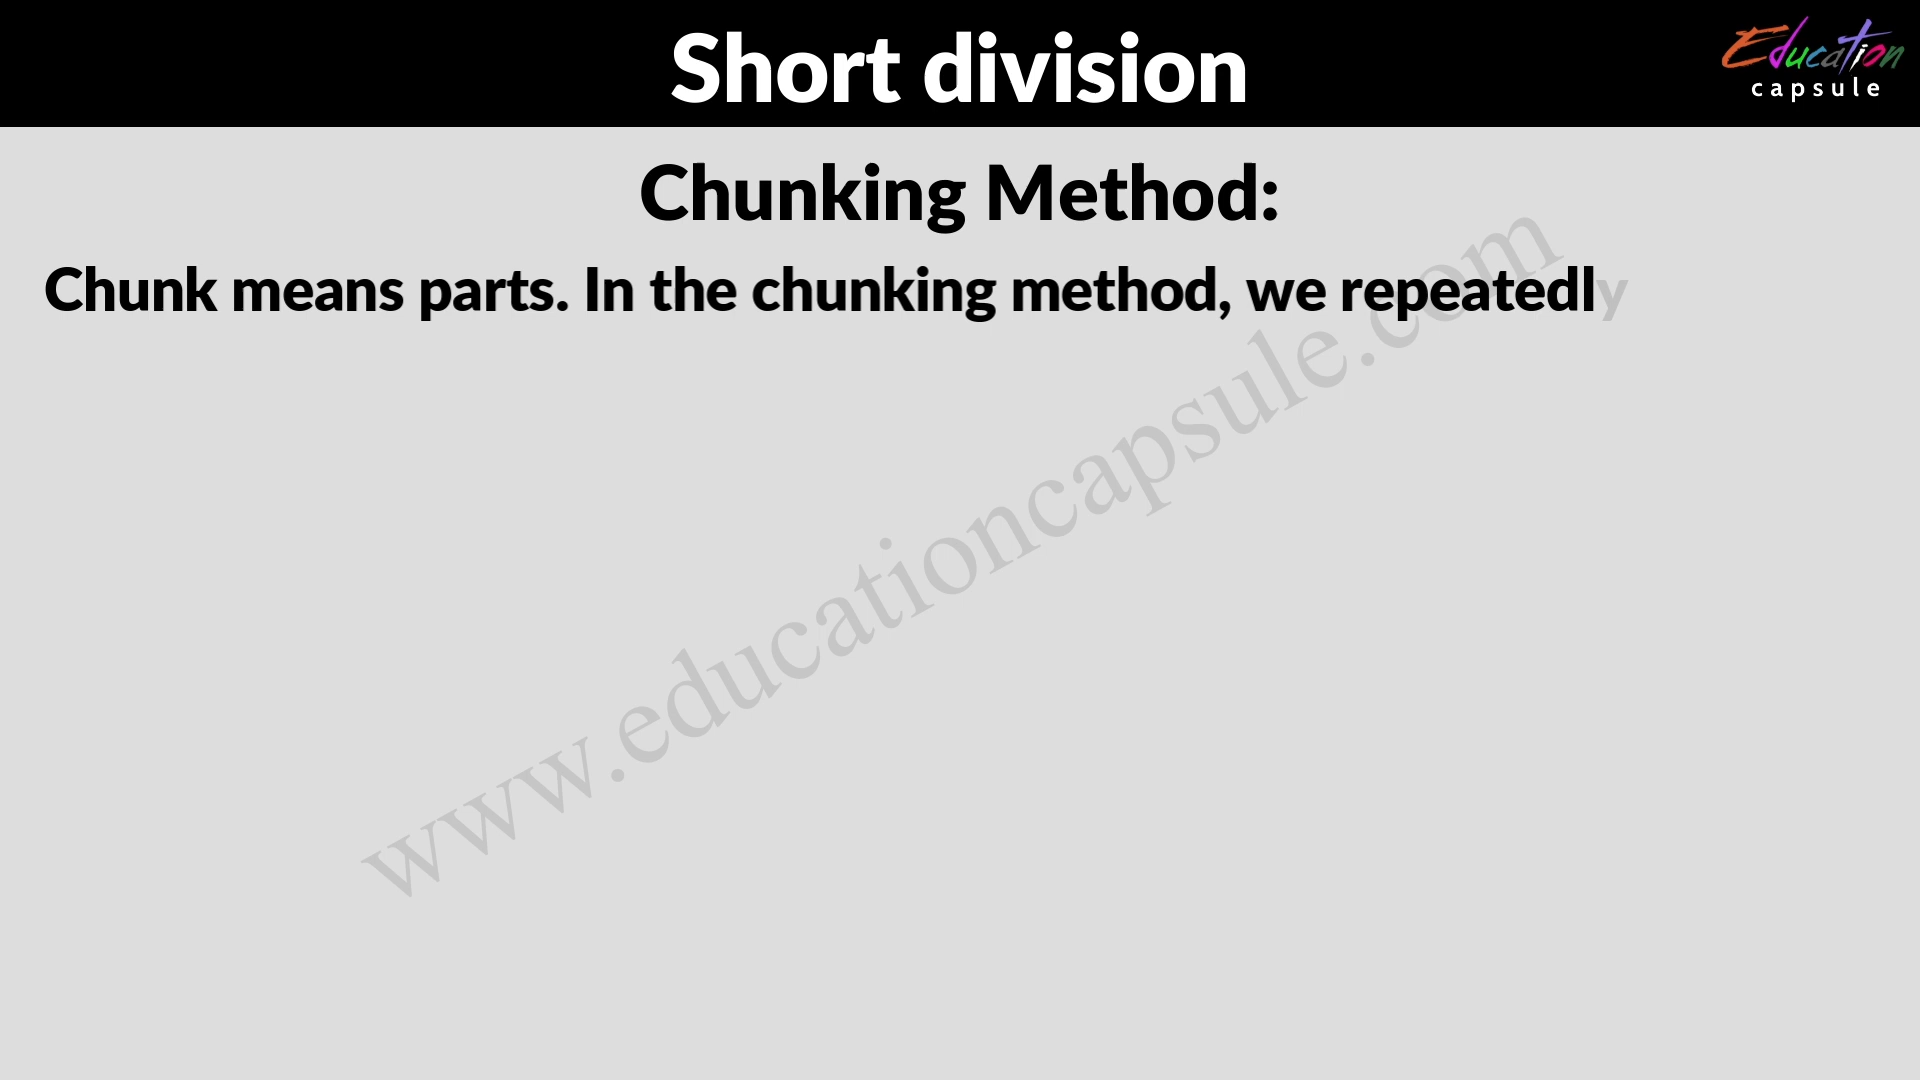 Short division
Education
capsule
Chunking Method:
Chunk means parts. In the chunking method, we repeatedly
www.educationcapsule.com